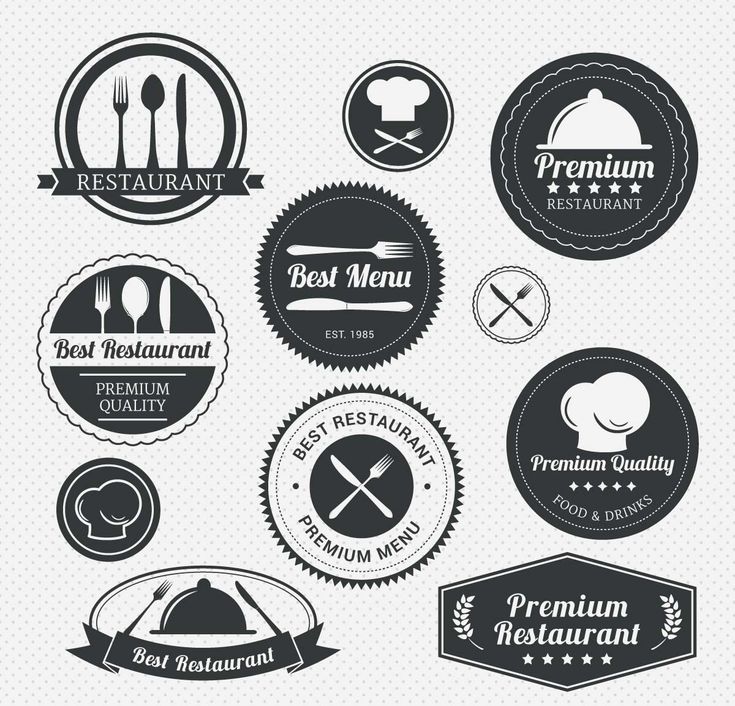 RESTAURANT
Premium
RESTAURANT
Best Menu
EST. 1985
Best Restaurant
PREMIUM
QUALITY
BEST RESTAURANT
PREMIUM MENU
Premium Quality
FOOD & DRINKS
Best Restaurant
Premium
Restaurant